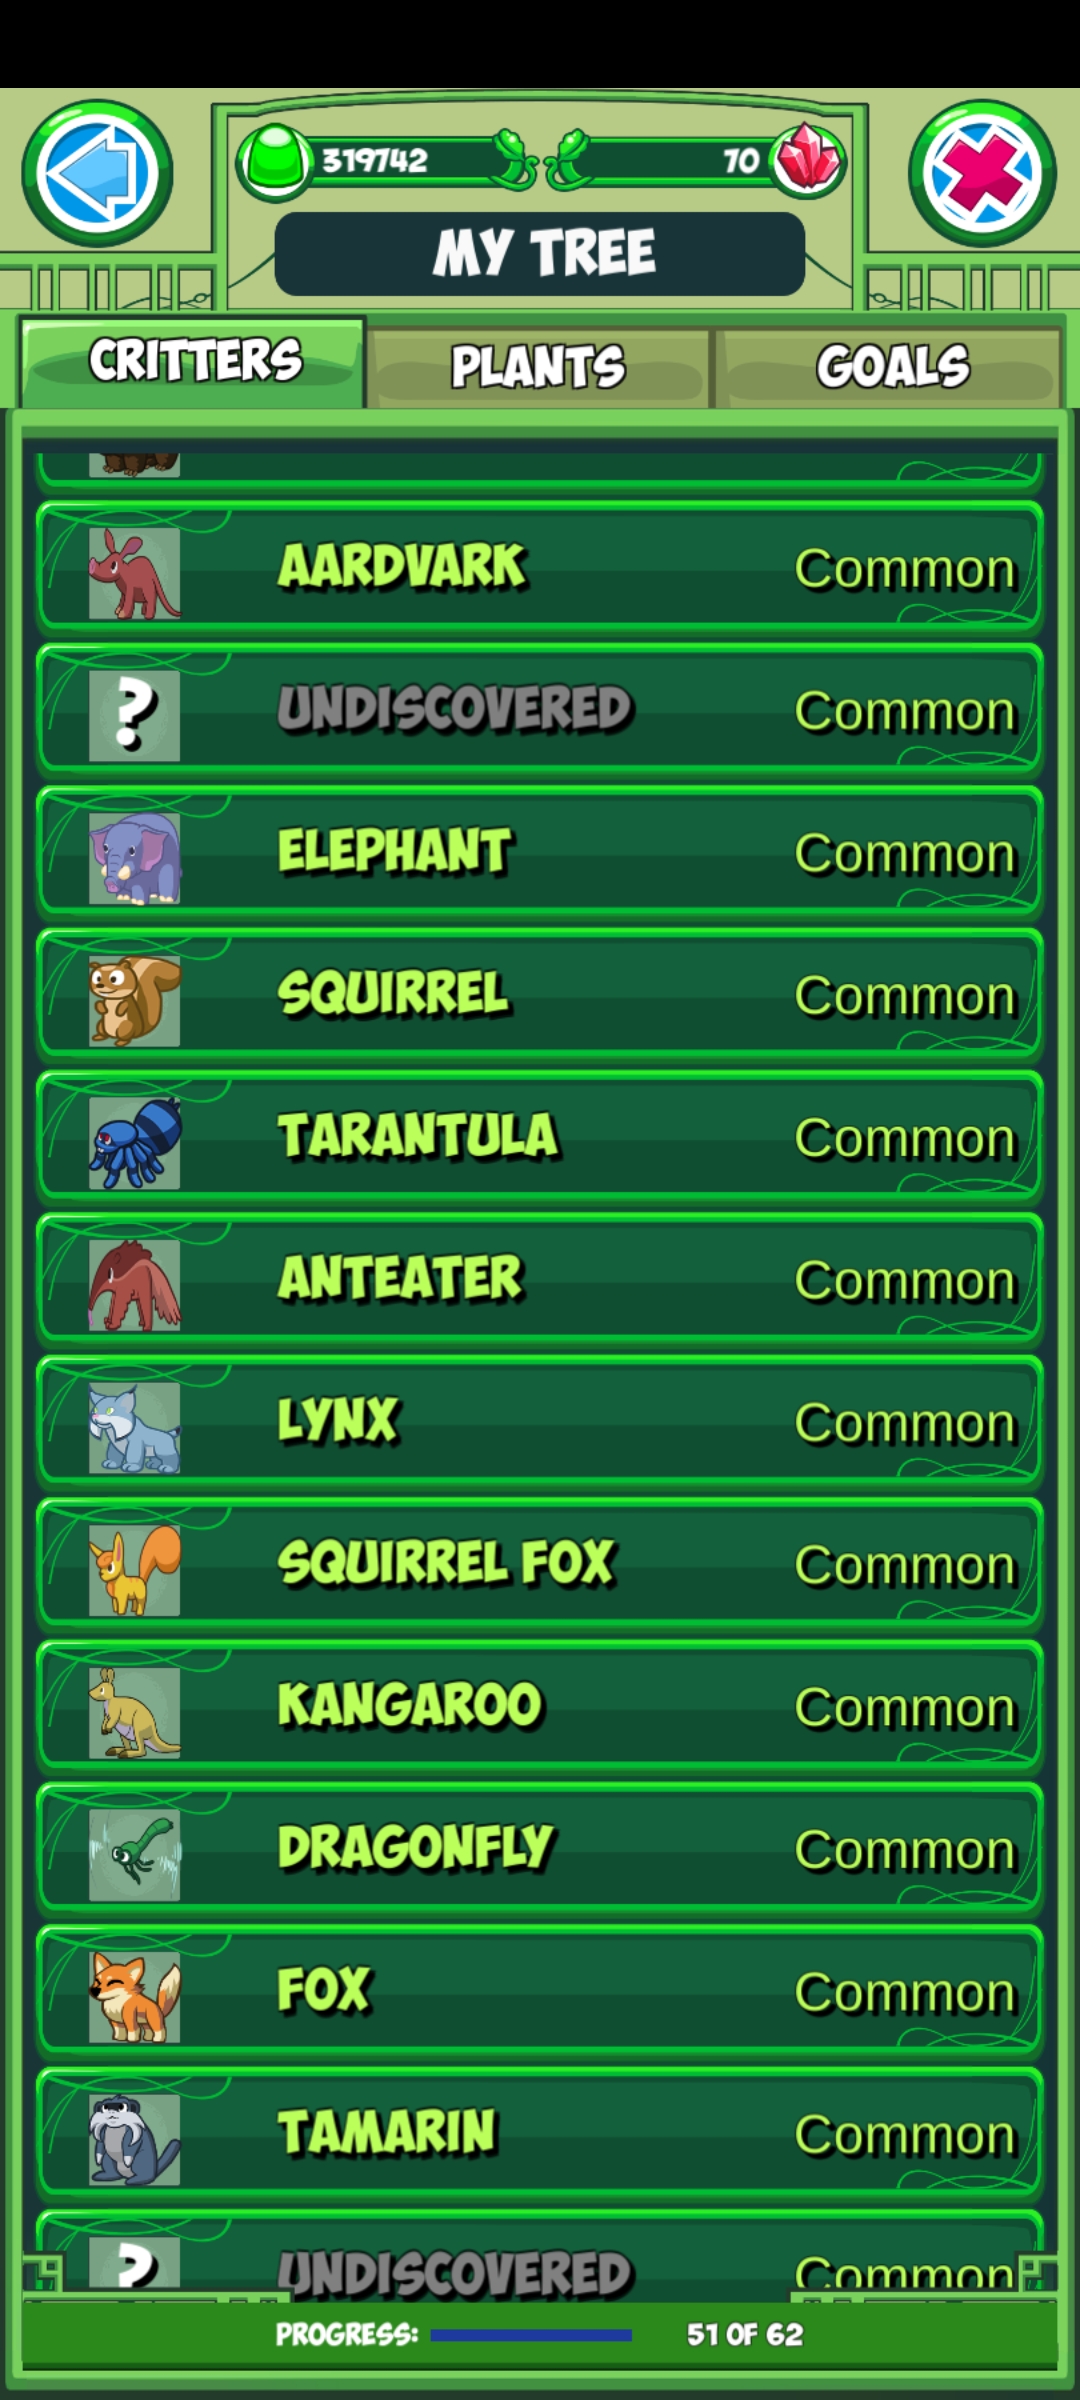 319742
70
MY TREE
CRITTERS
PLANTS
GOALS
AARDVARK Common
? UNDISCOVERED Common
ELEPHANT Common
SQUIRREL Common
TARANTULA Common
ANTEATER Common
LYNX Common
SQUIRREL FOX Common
KANGAROO Common
DRAGONFLY Common
FOX Common
TAMARIN Common
? UNDISCOVERED Common
PROGRESS: 51 OF 62